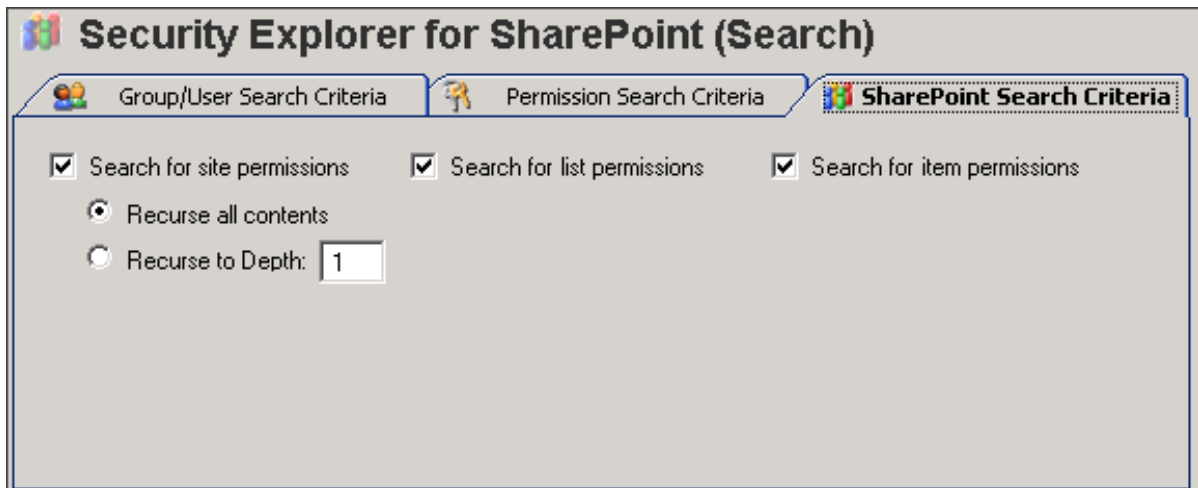 Security Explorer for SharePoint (Search)
Group/User Search Criteria Permission Search Criteria SharePoint Search Criteria
Search for site permissions Search for list permissions Search for item permissions
Recurse all contents
Recurse to Depth: 1